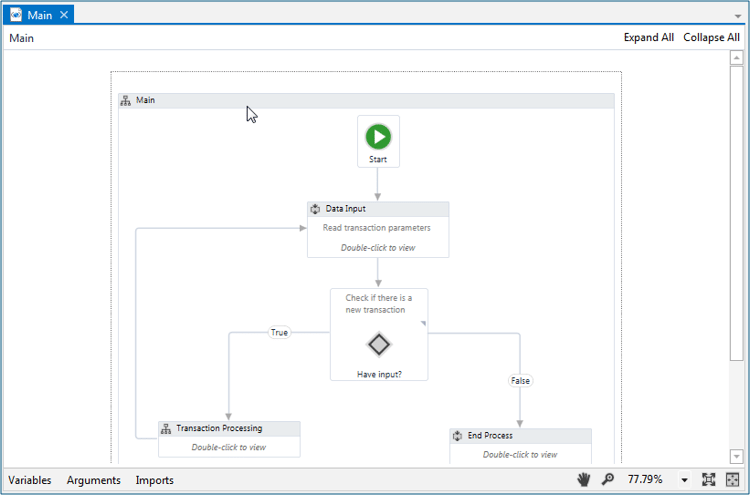 Main
Main
Expand All Collapse All
Main
Start
Data Input
Read transaction parameters
Double-click to view
Check if there is a
new transaction
True
Have input?
False
Transaction Processing
Double-click to view
End Process
Double-click to view
Variables Arguments Imports 77.79%